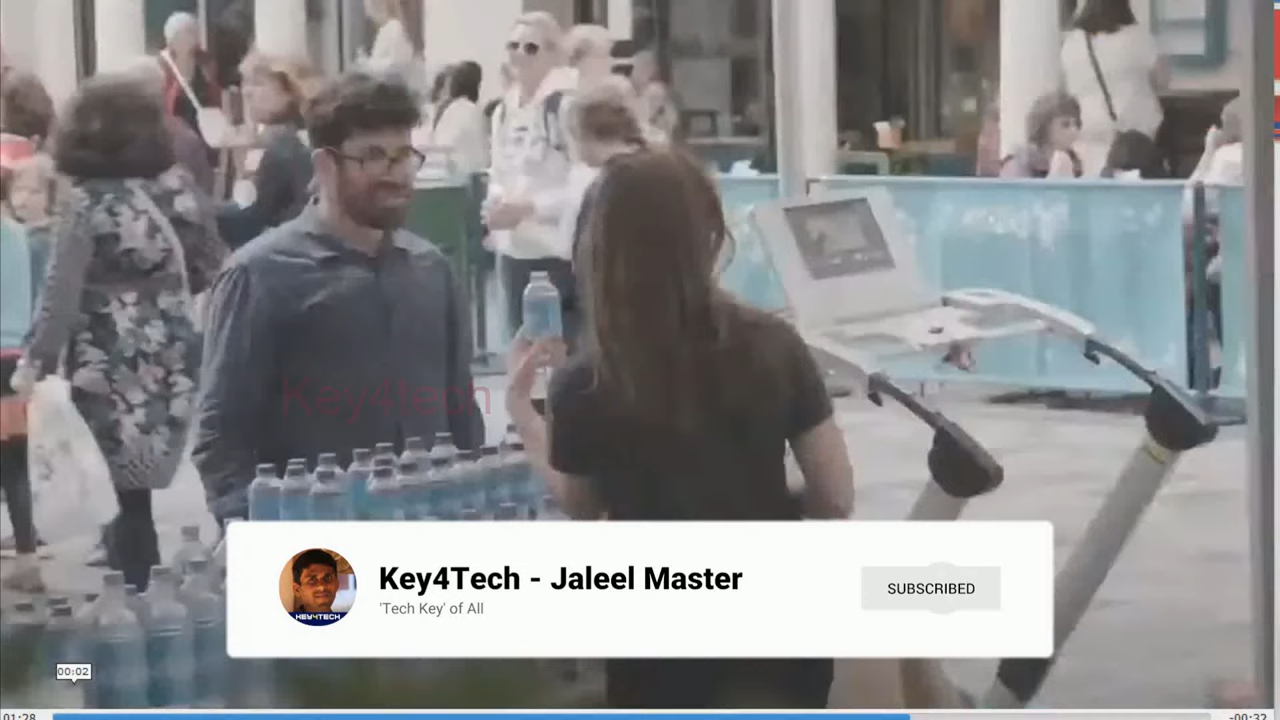 Key4tech
Key4Tech - Jaleel Master
'Tech Key' of All
SUBSCRIBED
KEY4TECH
00:02
01:28
-00:32